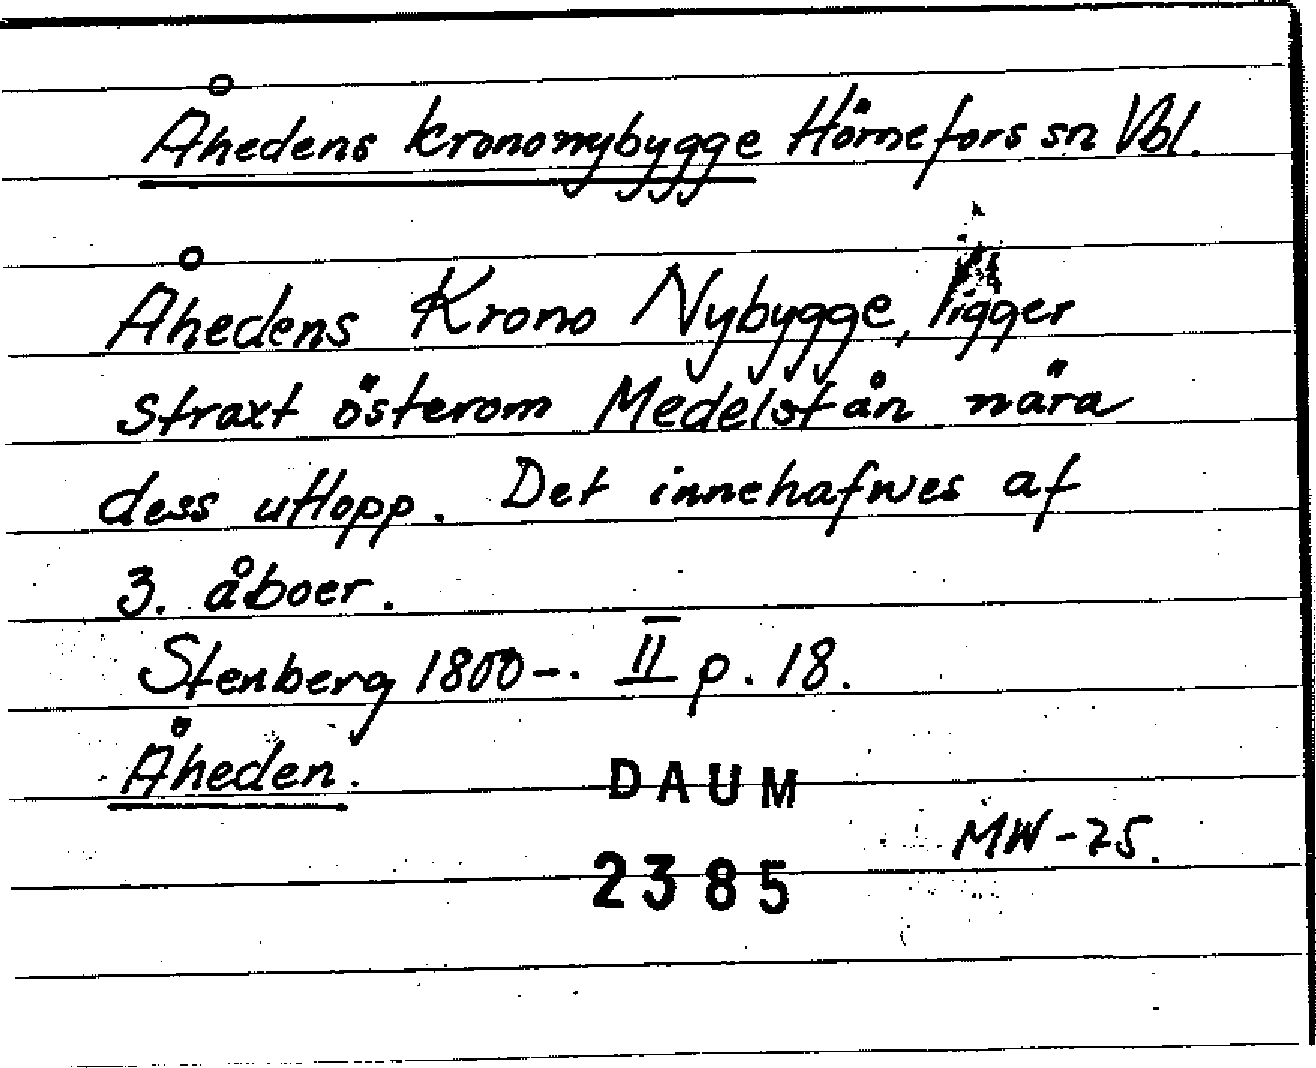 Åhedens kronomybygge Hörnefors sn Vbl.
Åhedens Krono Nybygge, ligger
straxt österom Medelstån nära
dess utlopp. Det innehafwes af
3. åboer.
Stenberg 1800-. II p. 18.
Åheden.
DAUM
MW-75.
2385